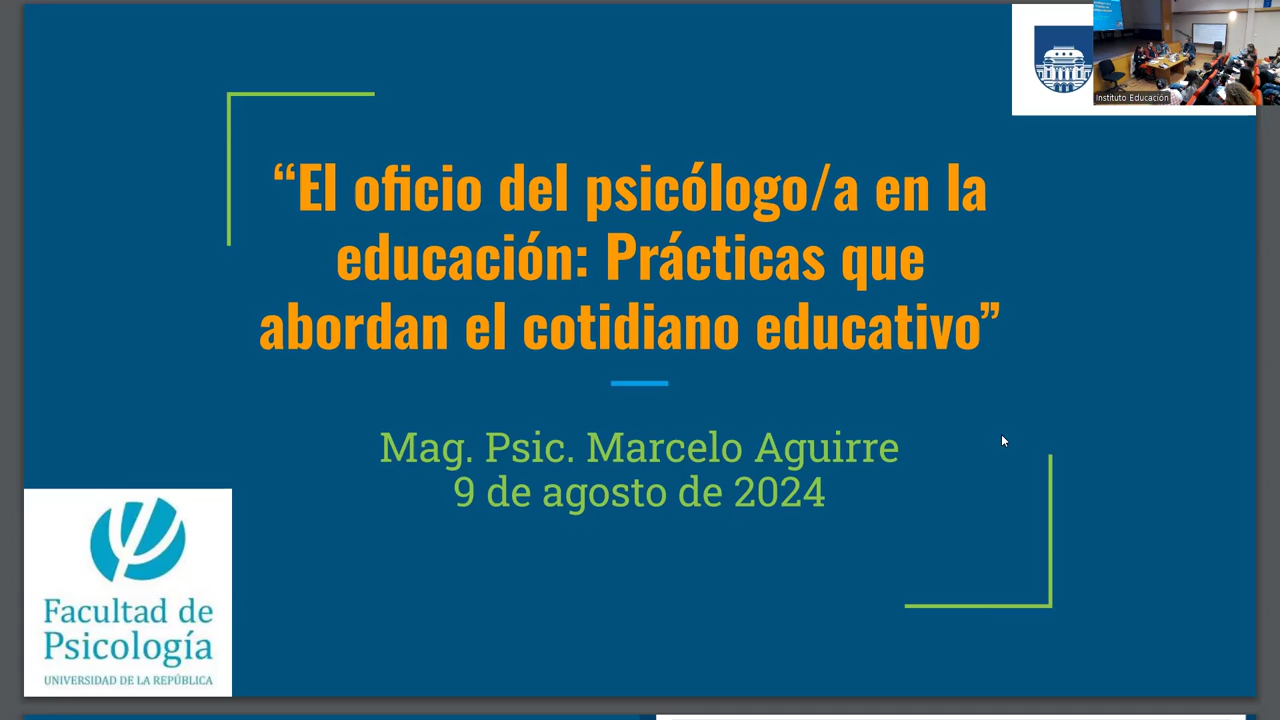 Instituto Educación
“El oficio del psicólogo/a en la
educación: Prácticas que
abordan el cotidiano educativo”
Mag. Psic. Marcelo Aguirre
9 de agosto de 2024
Facultad de
Psicología
UNIVERSIDAD DE LA REPÚBLICA